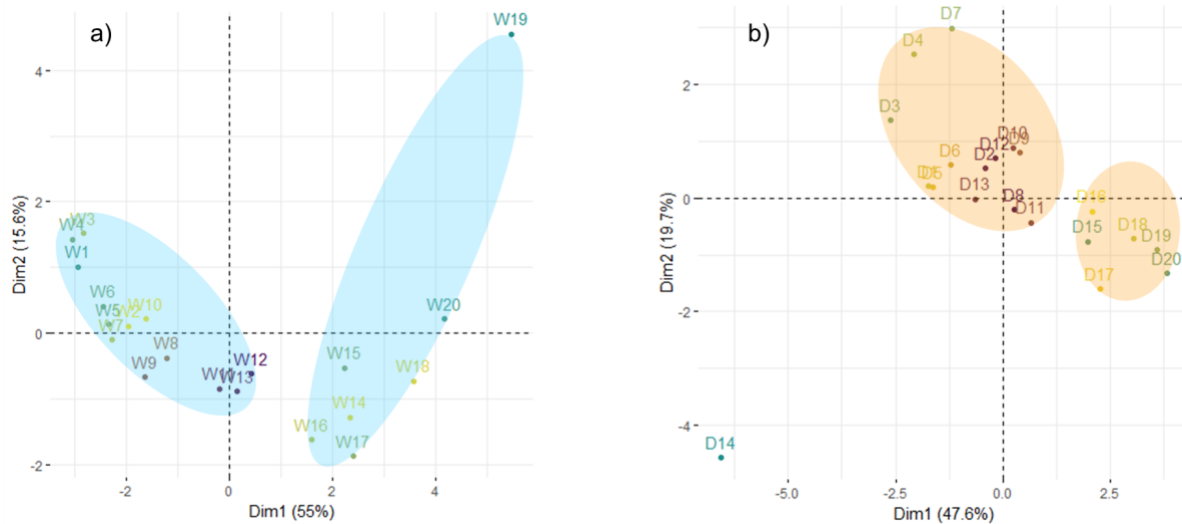 a)
W19
4
2
0
-2
Dim2 (15.6%)
W3
W4
W1
W6
W5
W2
W10
W7
W8
W9
W11
W13
W12
W20
W15
W18
W14
W16
W17
-2
0
2
4
Dim1 (55%)
b)
D7
D4
D3
D10
D9
D12
D2
D6
D1
D5
D13
D8
D11
D16
D15
D18
D19
D20
D17
D14
2
0
-2
-4
Dim2 (19.7%)
-5.0
-2.5
0.0
2.5
Dim1 (47.6%)